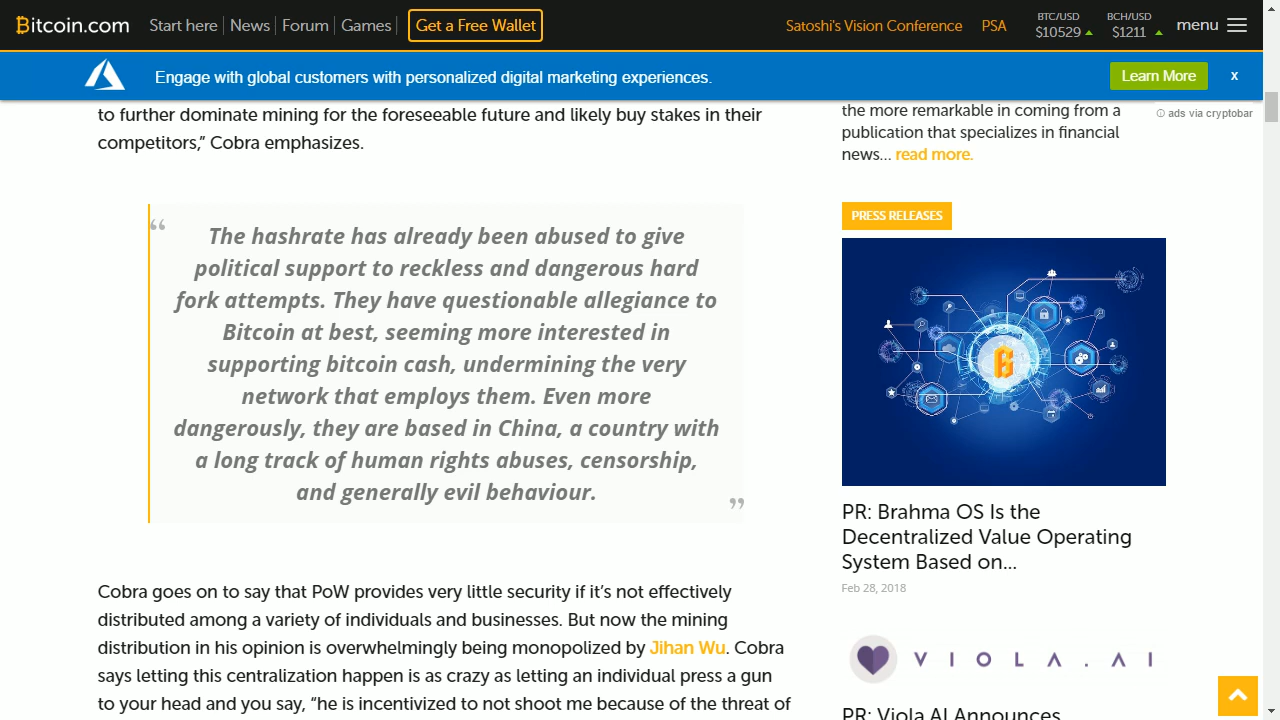 Bitcoin.com
Start here
News
Forum
Games
Get a Free Wallet
Satoshi's Vision Conference
PSA
BTC/USD
$10529
BCH/USD
$1211
menu
Engage with global customers with personalized digital marketing experiences.
Learn More
x
to further dominate mining for the foreseeable future and likely buy stakes in their
competitors,” Cobra emphasizes.
“
The hashrate has already been abused to give
political support to reckless and dangerous hard
fork attempts. They have questionable allegiance to
Bitcoin at best, seeming more interested in
supporting bitcoin cash, undermining the very
network that employs them. Even more
dangerously, they are based in China, a country with
a long track of human rights abuses, censorship,
and generally evil behaviour.
”
Cobra goes on to say that PoW provides very little security if it’s not effectively
distributed among a variety of individuals and businesses. But now the mining
distribution in his opinion is overwhelmingly being monopolized by Jihan Wu. Cobra
says letting this centralization happen is as crazy as letting an individual press a gun
to your head and you say, “he is incentivized to not shoot me because of the threat of
the more remarkable in coming from a
publication that specializes in financial
news... read more.
ads via cryptobar
PRESS RELEASES
PR: Brahma OS Is the
Decentralized Value Operating
System Based on...
Feb 28, 2018
VIOLA.AI
PR: Viola AI Announces